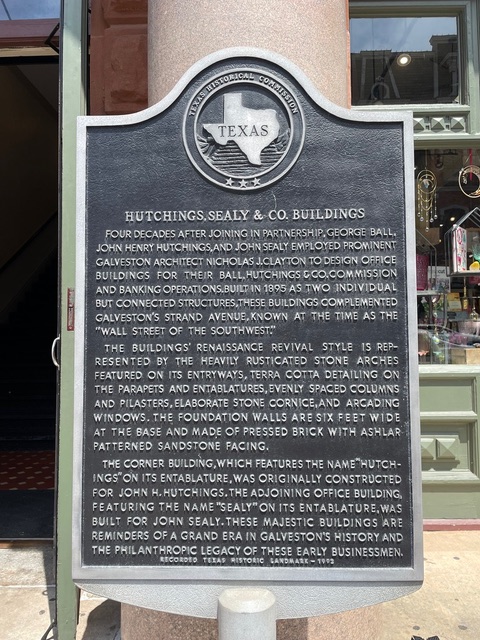 TEXAS HISTORICAL COMMISSION
TEXAS
HUTCHINGS, SEALY & CO. BUILDINGS
FOUR DECADES AFTER JOINING IN PARTNERSHIP, GEORGE BALL,
JOHN HENRY HUTCHINGS, AND JOHN SEALY EMPLOYED PROMINENT
GALVESTON ARCHITECT NICHOLAS J. CLAYTON TO DESIGN OFFICE
BUILDINGS FOR THEIR BALL, HUTCHINGS & CO. COMMISSION
AND BANKING OPERATIONS. BUILT IN 1895 AS TWO INDIVIDUAL
BUT CONNECTED STRUCTURES, THESE BUILDINGS COMPLEMENTED
GALVESTON'S STRAND AVENUE, KNOWN AT THE TIME AS THE
"WALL STREET OF THE SOUTHWEST."
THE BUILDINGS' RENAISSANCE REVIVAL STYLE IS REP-
RESENTED BY THE HEAVILY RUSTICATED STONE ARCHES
FEATURED ON ITS ENTRYWAYS, TERRA COTTA DETAILING ON
THE PARAPETS AND ENTABLATURES, EVENLY SPACED COLUMNS
AND PILASTERS, ELABORATE STONE CORNICE, AND ARCADING
WINDOWS. THE FOUNDATION WALLS ARE SIX FEET WIDE
AT THE BASE AND MADE OF PRESSED BRICK WITH ASHLAR
PATTERNED SANDSTONE FACING.
THE CORNER BUILDING, WHICH FEATURES THE NAME "HUTCH-
INGS" ON ITS ENTABLATURE, WAS ORIGINALLY CONSTRUCTED
FOR JOHN H. HUTCHINGS. THE ADJOINING OFFICE BUILDING,
FEATURING THE NAME "SEALY" ON ITS ENTABLATURE, WAS
BUILT FOR JOHN SEALY. THESE MAJESTIC BUILDINGS ARE
REMINDERS OF A GRAND ERA IN GALVESTON'S HISTORY AND
THE PHILANTHROPIC LEGACY OF THESE EARLY BUSINESSMEN.
RECORDED TEXAS HISTORIC LANDMARK - 1992